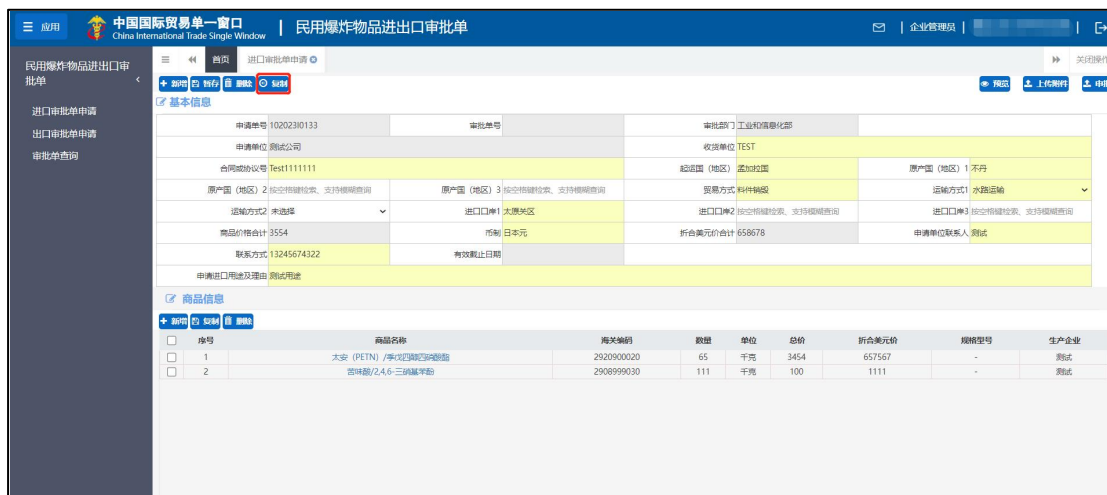 应用 中国国际贸易单一窗口 China International Trade Single Window 民用爆炸物品进出口审批单 企业管理员
民用爆炸物品进出口审批单
进口审批单申请
出口审批单申请
审批单查询
首页 进口审批单申请 关闭操作
新增 暂存 删除 复制 预览 上传附件
基本信息
申请单号 审批单号 审批部门 工业和信息化部
申请单位 测试公司 收货单位 TEST
合同或协议号 Test1111111 起运国（地区） 孟加拉国 原产国（地区）1 不丹
原产国（地区）2 按空格键检索、支持模糊查询 原产国（地区）3 按空格键检索、支持模糊查询 贸易方式 料件销毁 运输方式1 水路运输
运输方式2 未选择 进口口岸1 太原关区 进口口岸2 按空格键检索、支持模糊查询 进口口岸3 按空格键检索、支持模糊查询
商品价格合计 3554 币制 日本元 折合美元价合计 658678 申请单位联系人 测试
联系方式 13245674322 有效截止日期
申请进口用途及理由 测试用途
商品信息
新增 复制 删除
序号 商品名称 海关编码 数量 单位 总价 折合美元价 规格型号 生产企业
1 太安（PETN）/季戊四醇四硝酸酯 2920900020 65 千克 3454 657567 - 测试
2 苦味酸/2,4,6-三硝基苯酚 2908999030 111 千克 100 1111 - 测试